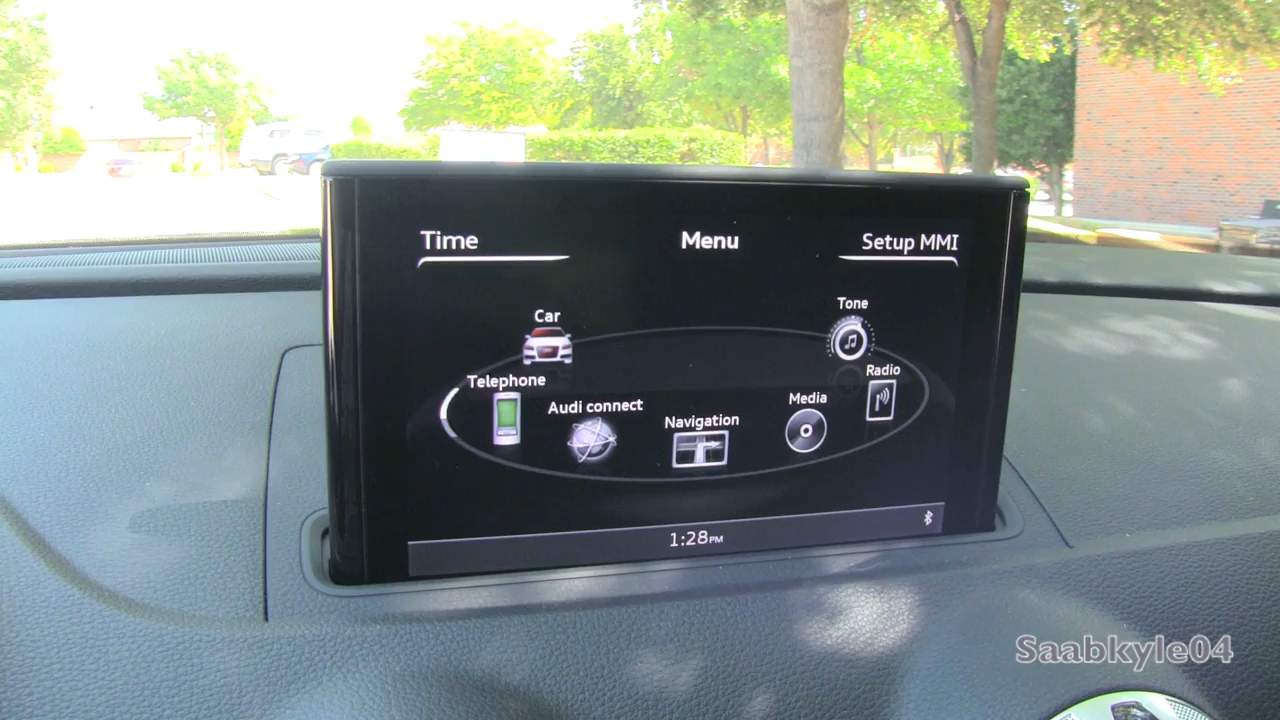 Time
Menu
Setup MMI
Car
Tone
Telephone
Radio
Audi connect
Media
Navigation
1:28PM
Saabkyle04